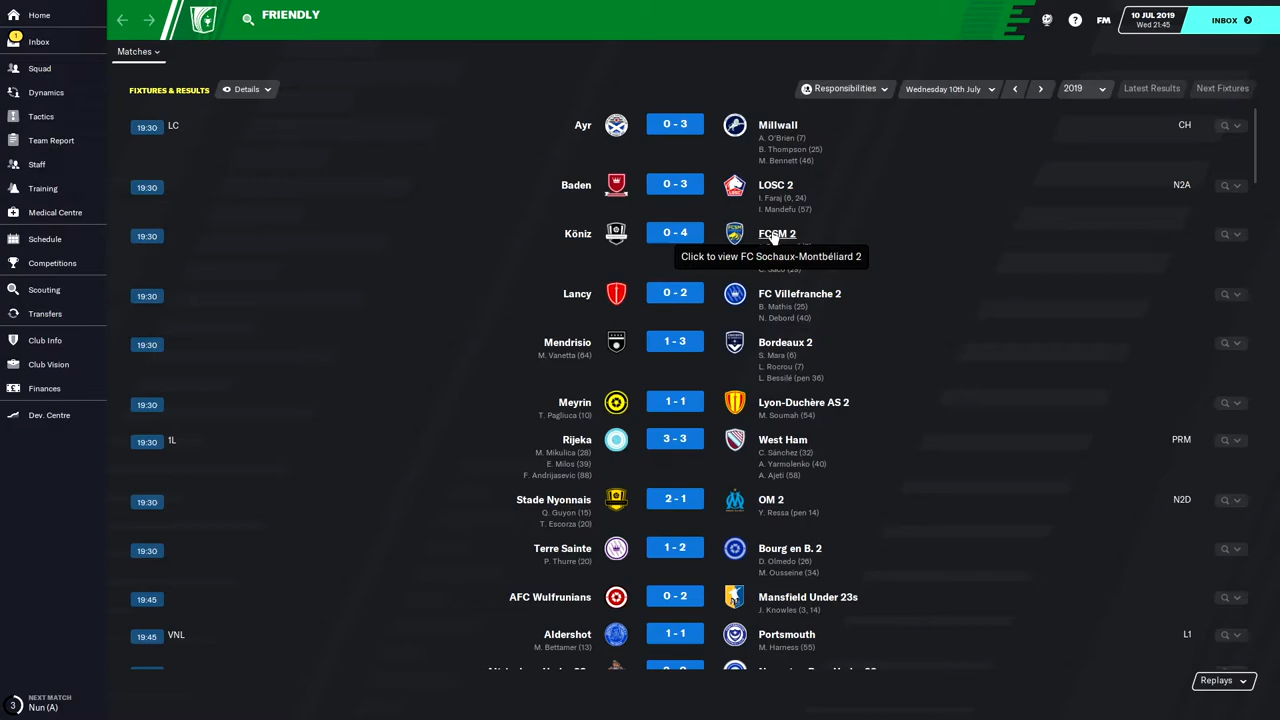 Home
FRIENDLY
FM
10 JUL 2019
Wed 21:45
INBOX
1
Inbox
Matches
Squad
Dynamics
Tactics
Team Report
Staff
Training
Medical Centre
Schedule
Competitions
Scouting
Transfers
Club Info
Club Vision
Finances
Dev. Centre
FIXTURES & RESULTS
Details
Responsibilities
Wednesday 10th July
2019
Latest Results
Next Fixtures
19:30 LC Ayr 0 - 3 Millwall CH
A. O'Brien (7)
B. Thompson (25)
M. Bennett (46)
19:30 Baden 0 - 3 LOSC 2 N2A
I. Faraj (6, 24)
I. Mandefu (57)
19:30 Köniz 0 - 4 FCSM 2
Click to view FC Sochaux-Montbéliard 2
19:30 Lancy 0 - 2 FC Villefranche 2
B. Mathis (25)
N. Debord (40)
19:30 Mendrisio 1 - 3 Bordeaux 2
M. Vanetta (64) S. Mara (6)
L. Rocrou (7)
L. Bessilé (pen 36)
19:30 Meyrin 1 - 1 Lyon-Duchère AS 2
T. Pagliuca (10) M. Soumah (54)
19:30 1L Rijeka 3 - 3 West Ham PRM
M. Mikulica (28) C. Sánchez (32)
E. Milos (39) A. Yarmolenko (40)
F. Andrijasevic (88) A. Ajeti (58)
19:30 Stade Nyonnais 2 - 1 OM 2 N2D
Q. Guyon (15) Y. Ressa (pen 14)
T. Escorza (20)
19:30 Terre Sainte 1 - 2 Bourg en B. 2
P. Thurre (20) D. Olmedo (26)
M. Ousseine (34)
19:45 AFC Wulfrunians 0 - 2 Mansfield Under 23s
J. Knowles (3, 14)
19:45 VNL Aldershot 1 - 1 Portsmouth L1
M. Bettamer (13) M. Harness (55)
Replays
3
NEXT MATCH
Nun (A)